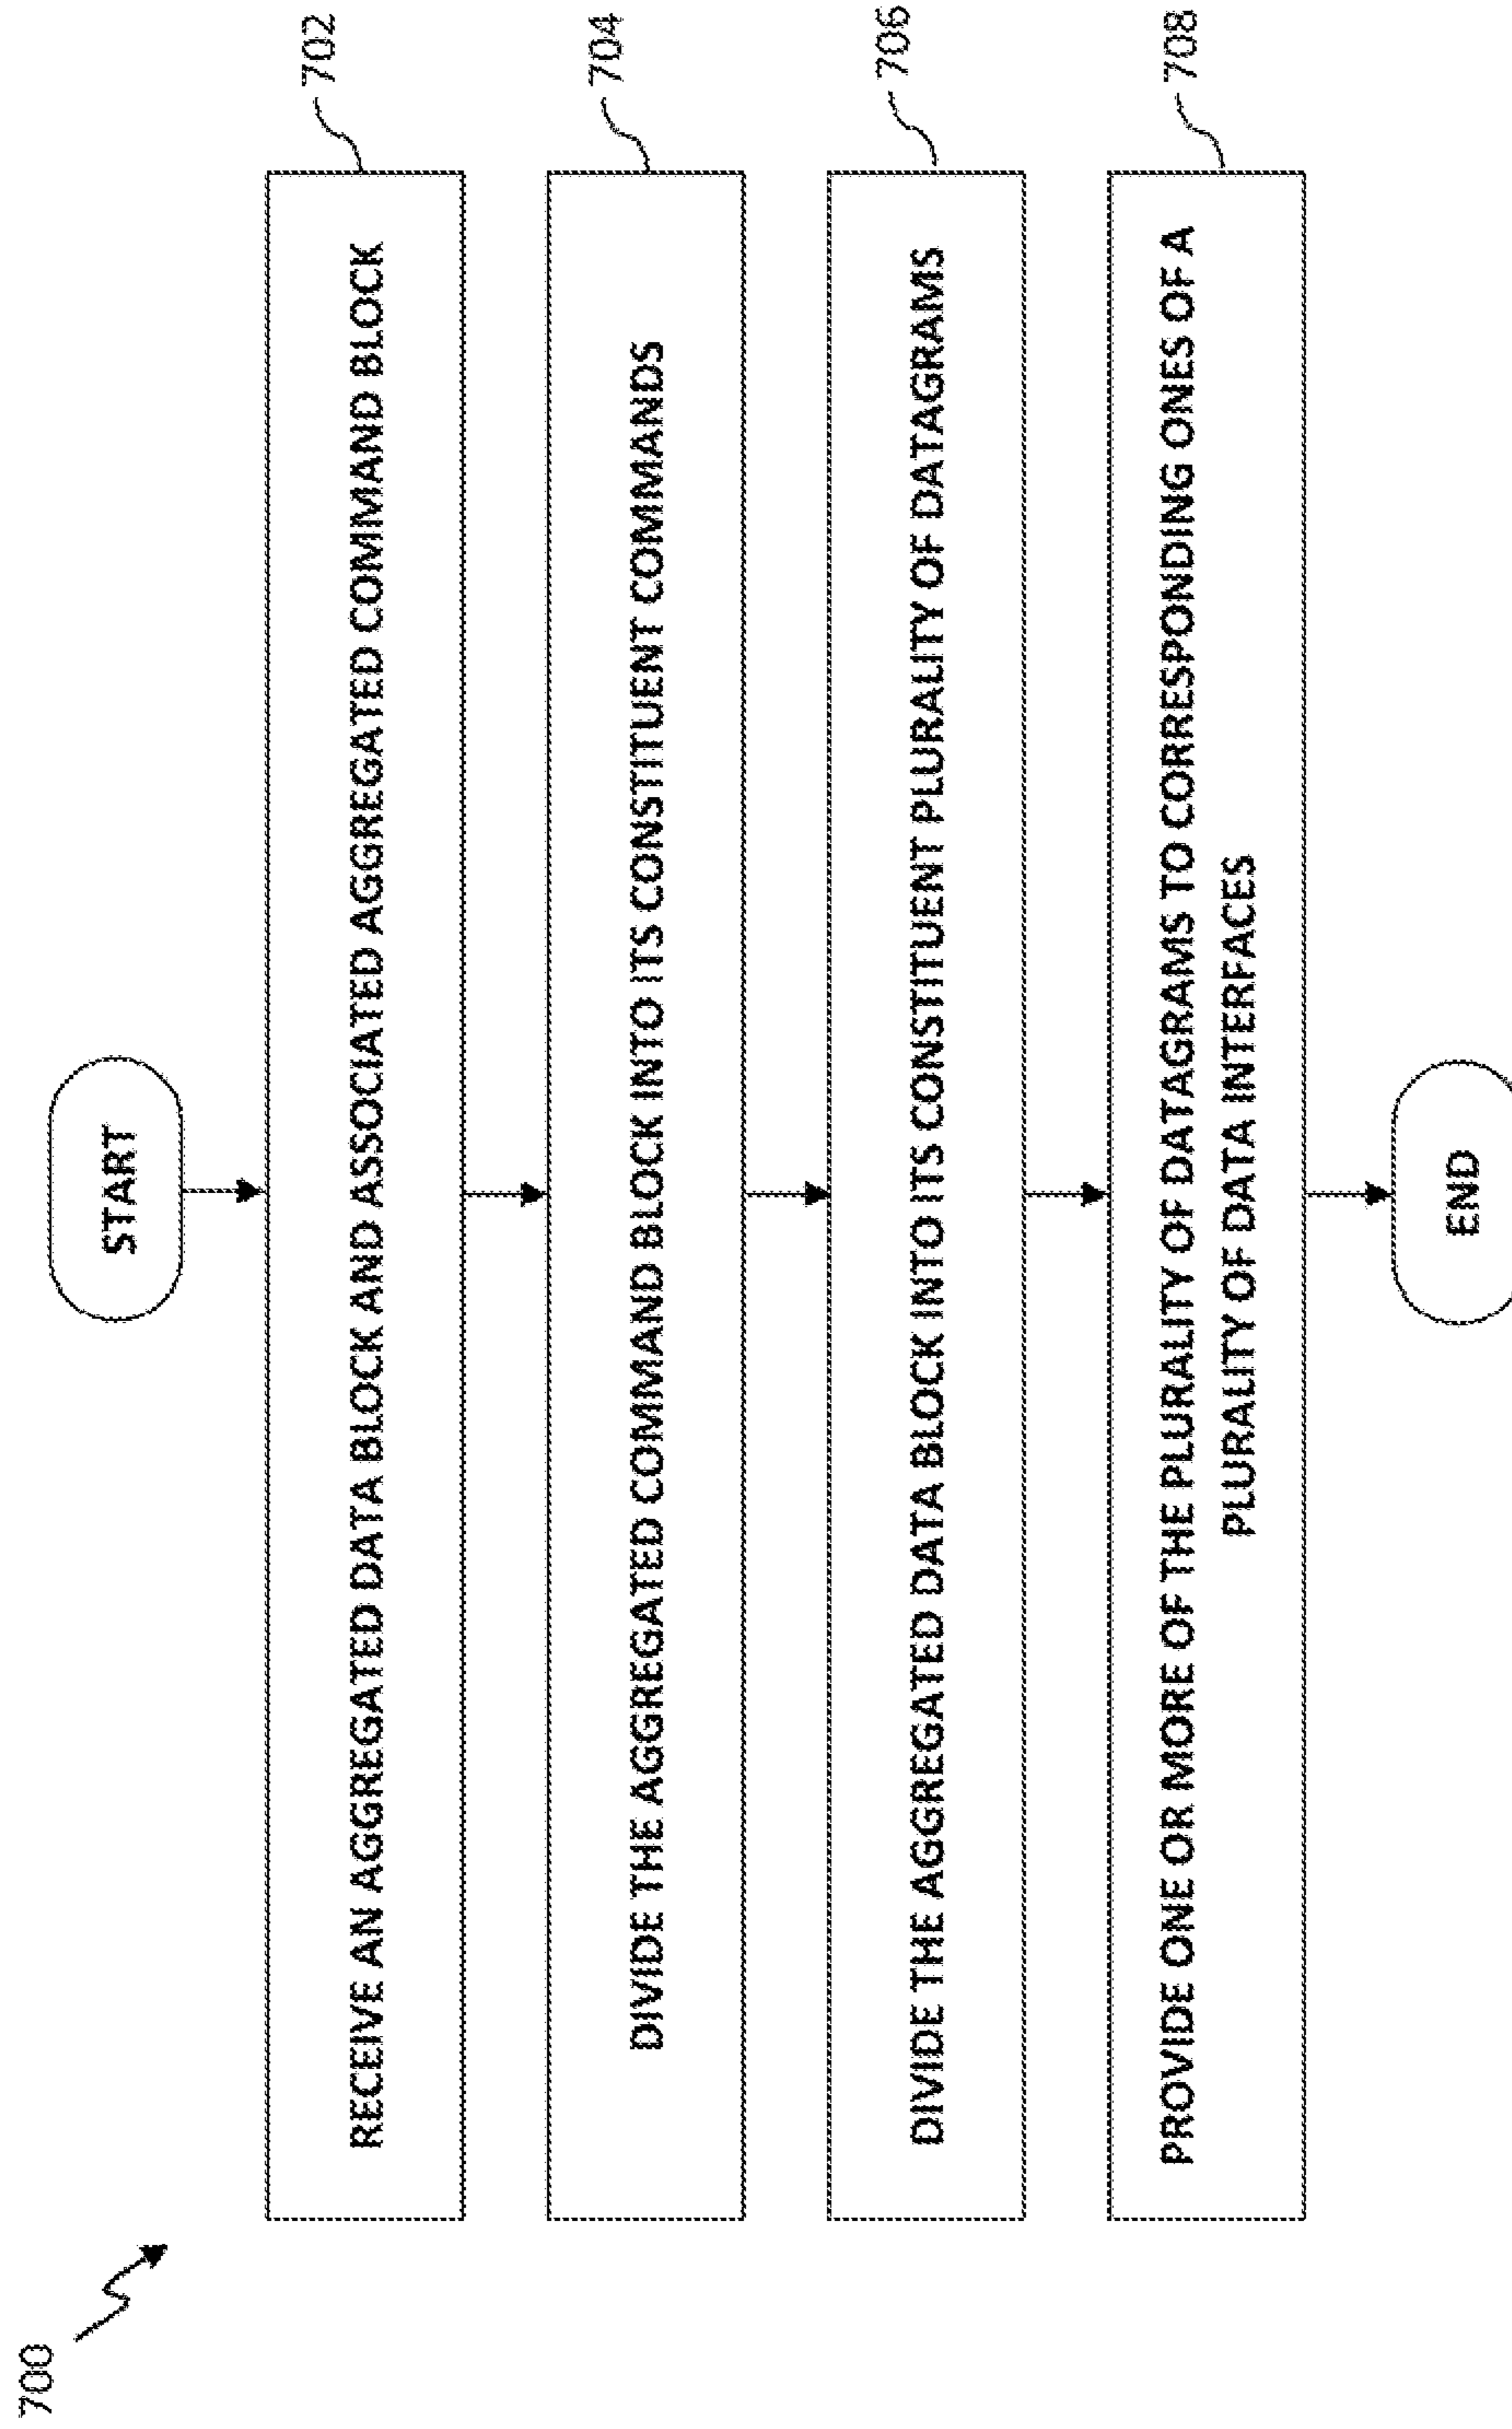 700
START
RECEIVE AN AGGREGATED DATA BLOCK AND ASSOCIATED AGGREGATED COMMAND BLOCK
702
DIVIDE THE AGGREGATED COMMAND BLOCK INTO ITS CONSTITUENT COMMANDS
704
DIVIDE THE AGGREGATED DATA BLOCK INTO ITS CONSTITUENT PLURALITY OF DATAGRAMS
706
PROVIDE ONE OR MORE OF THE PLURALITY OF DATAGRAMS TO CORRESPONDING ONES OF A
PLURALITY OF DATA INTERFACES
708
END